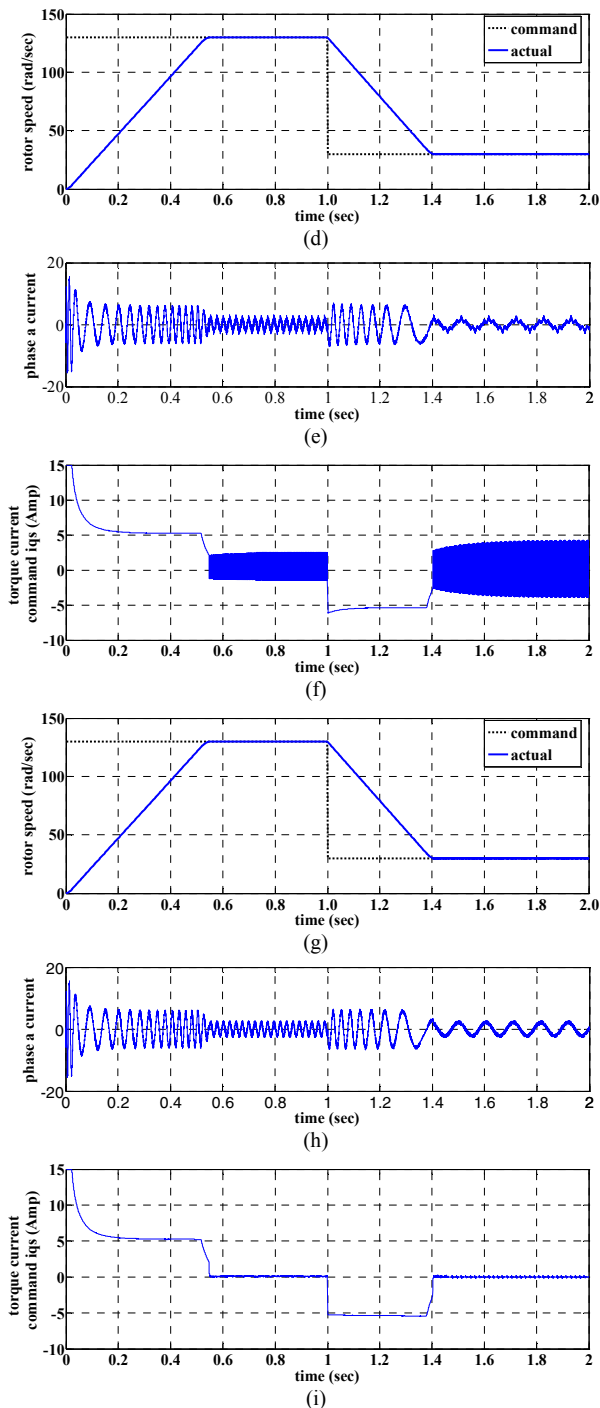 150
100
50
0
rotor speed (rad/sec)
command
actual
0 0.2 0.4 0.6 0.8 1.0 1.2 1.4 1.6 1.8 2.0
time (sec)
(d)
20
0
-20
phase a current
0 0.2 0.4 0.6 0.8 1 1.2 1.4 1.6 1.8 2
time (sec)
(e)
15
10
5
0
-5
-10
torque current
command iqs (Amp)
0 0.2 0.4 0.6 0.8 1 1.2 1.4 1.6 1.8 2
time (sec)
(f)
150
100
50
0
rotor speed (rad/sec)
command
actual
0 0.2 0.4 0.6 0.8 1.0 1.2 1.4 1.6 1.8 2.0
time (sec)
(g)
20
0
-20
phase a current
0 0.2 0.4 0.6 0.8 1 1.2 1.4 1.6 1.8 2
time (sec)
(h)
15
10
5
0
-5
-10
torque current
command iqs (Amp)
0 0.2 0.4 0.6 0.8 1 1.2 1.4 1.6 1.8 2
time (sec)
(i)